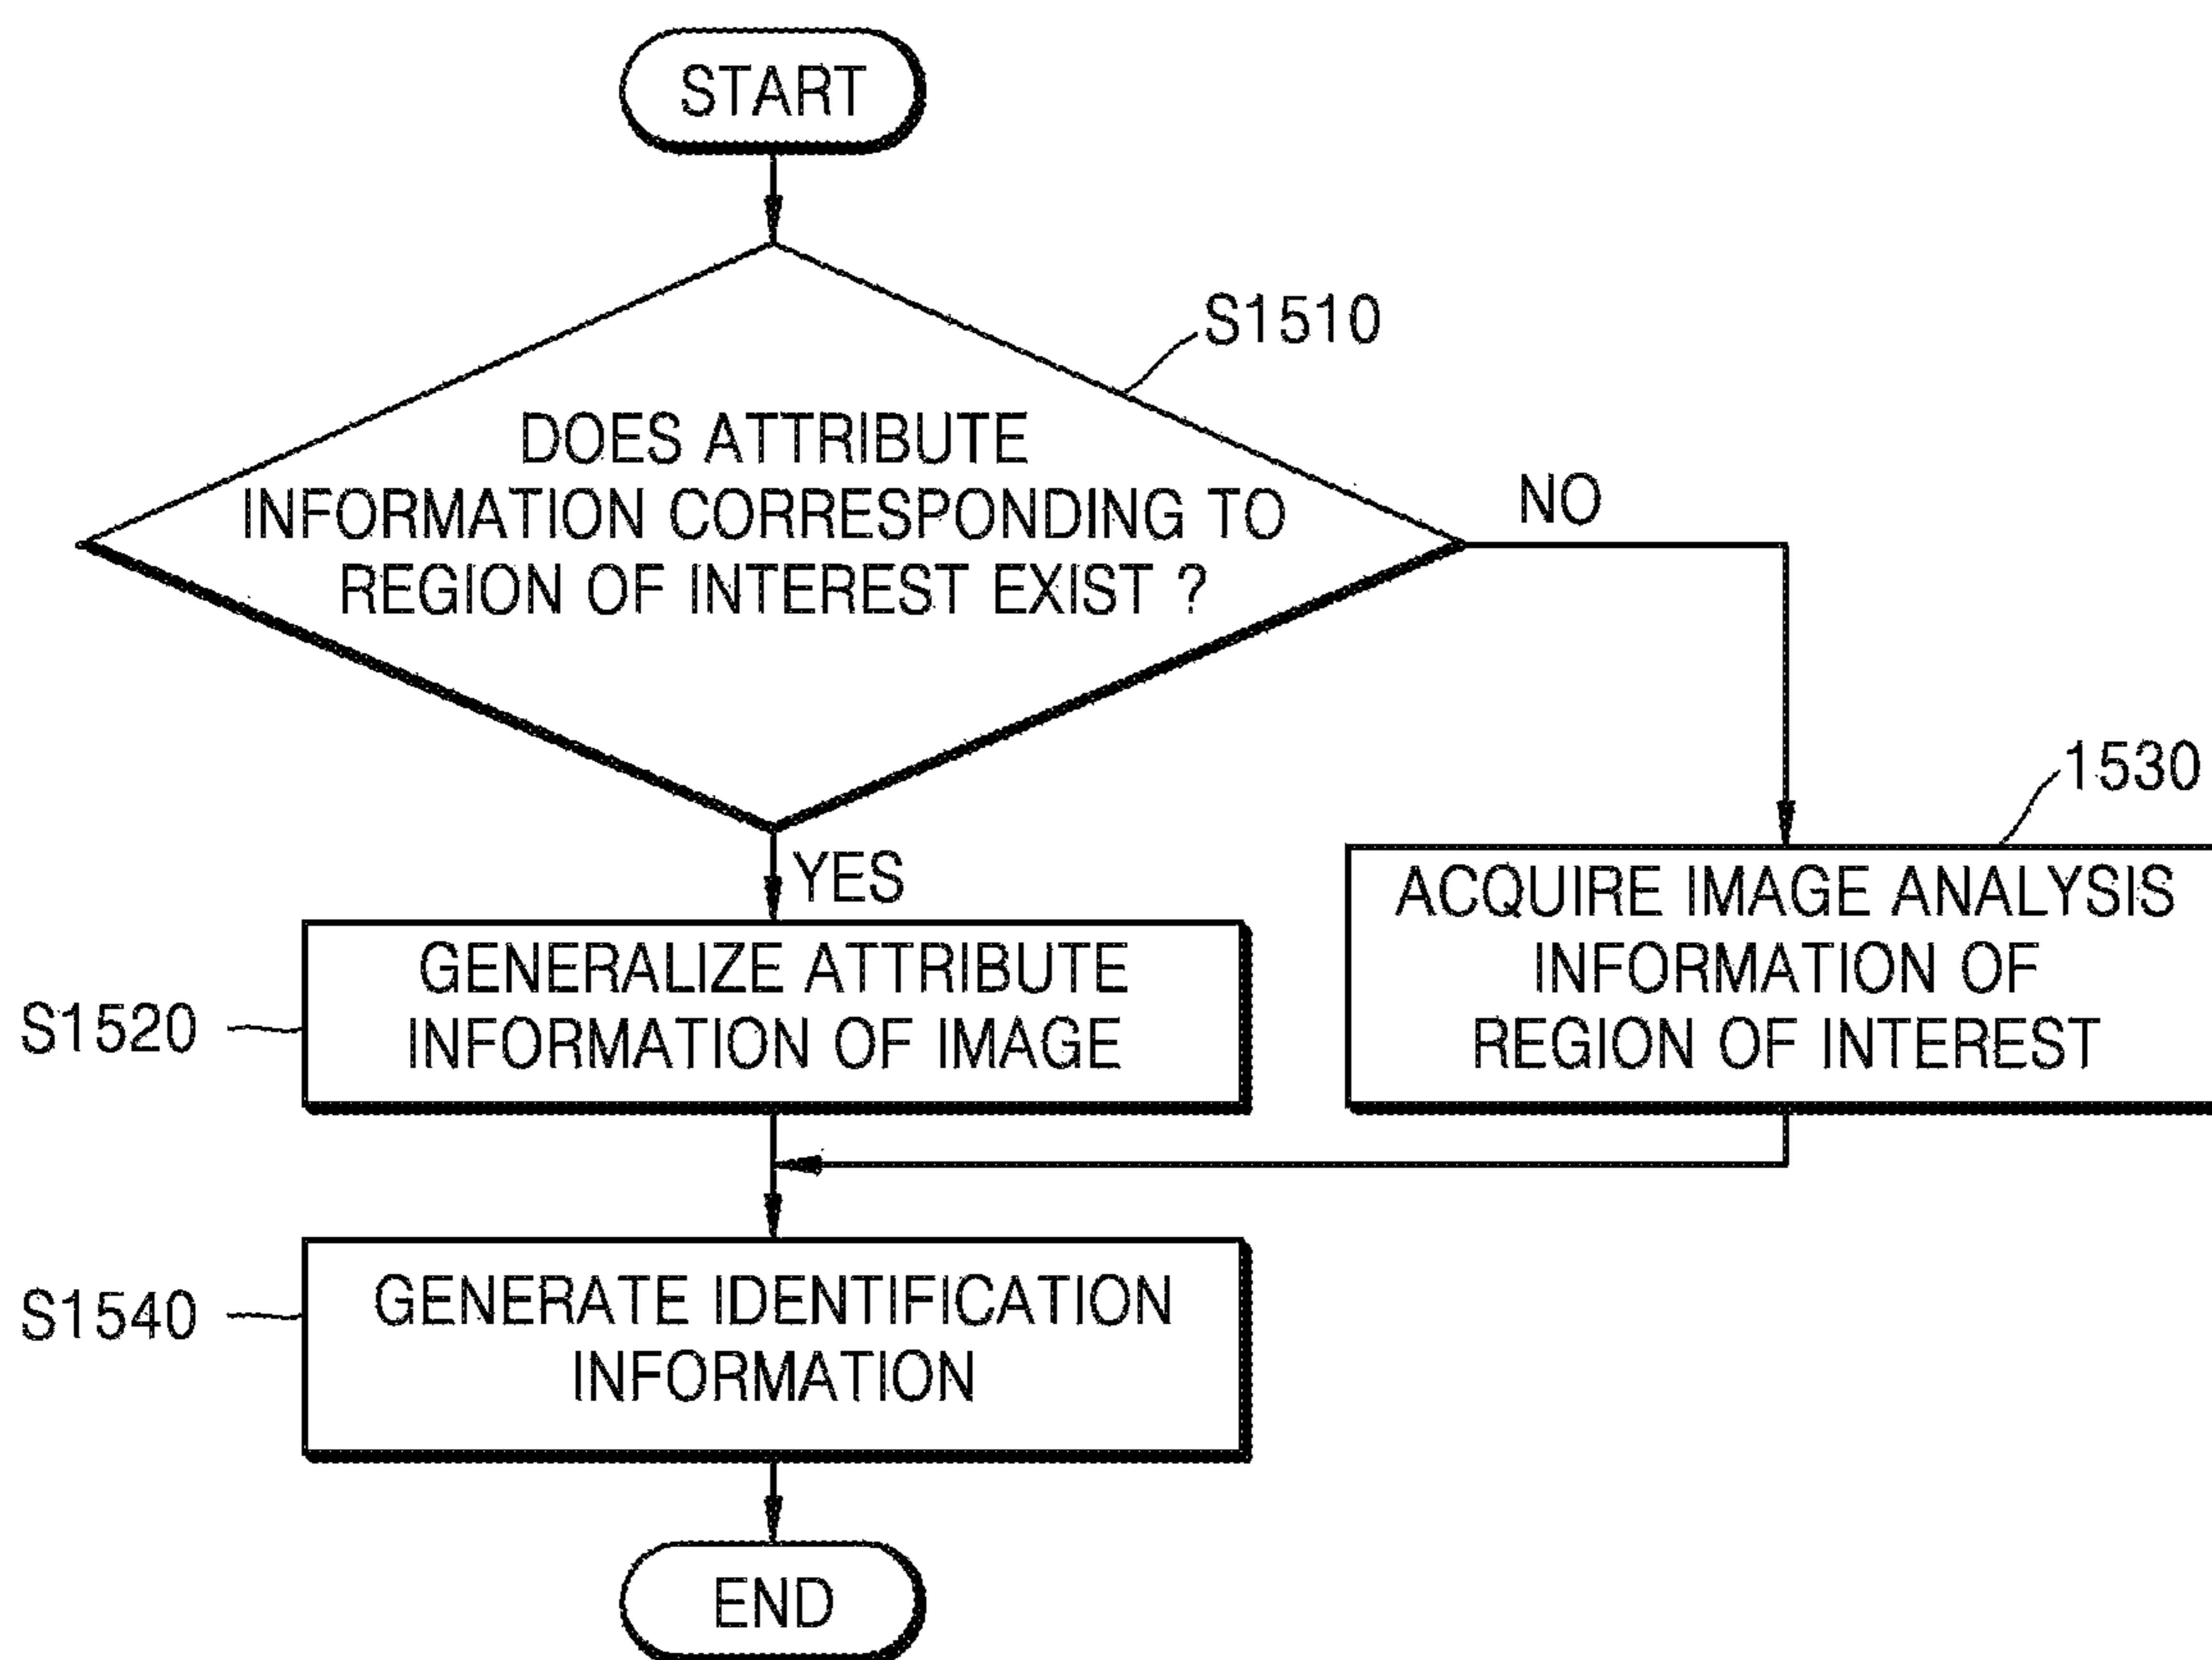 START
S1510
DOES ATTRIBUTE
INFORMATION CORRESPONDING TO
REGION OF INTEREST EXIST ?
NO
YES
1530
ACQUIRE IMAGE ANALYSIS
INFORMATION OF
REGION OF INTEREST
S1520
GENERALIZE ATTRIBUTE
INFORMATION OF IMAGE
S1540
GENERATE IDENTIFICATION
INFORMATION
END